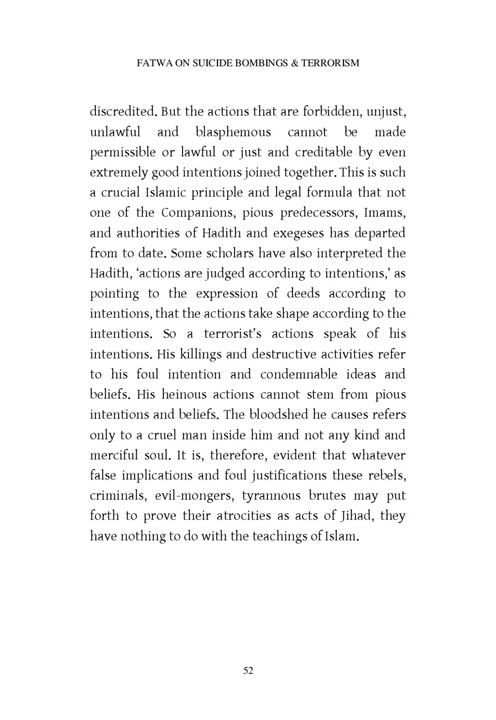 FATWA ON SUICIDE BOMBINGS & TERRORISM
discredited. But the actions that are forbidden, unjust,
unlawful and blasphemous cannot be made
permissible or lawful or just and creditable by even
extremely good intentions joined together. This is such
a crucial Islamic principle and legal formula that not
one of the Companions, pious predecessors, Imams,
and authorities of Hadith and exegeses has departed
from to date. Some scholars have also interpreted the
Hadith, ‘actions are judged according to intentions,’ as
pointing to the expression of deeds according to
intentions, that the actions take shape according to the
intentions. So a terrorist’s actions speak of his
intentions. His killings and destructive activities refer
to his foul intention and condemnable ideas and
beliefs. His heinous actions cannot stem from pious
intentions and beliefs. The bloodshed he causes refers
only to a cruel man inside him and not any kind and
merciful soul. It is, therefore, evident that whatever
false implications and foul justifications these rebels,
criminals, evil-mongers, tyrannous brutes may put
forth to prove their atrocities as acts of Jihad, they
have nothing to do with the teachings of Islam.
52